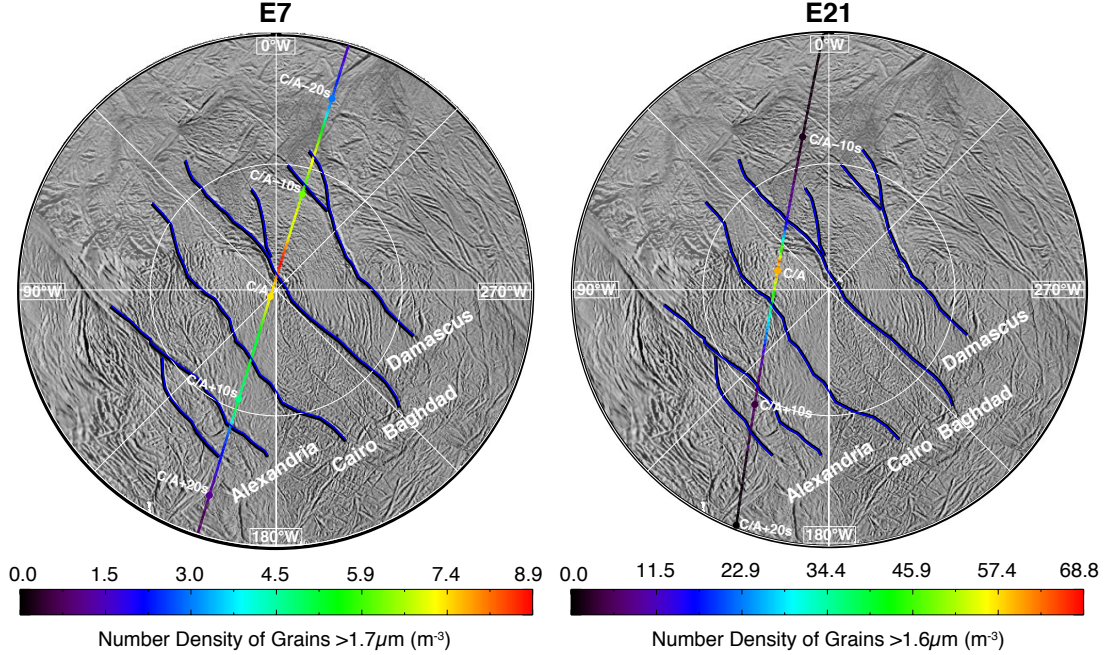 E7
0°W
C/A−20s
C/A−10s
90°W
C/A
270°W
Damascus
C/A+10s
Baghdad
Cairo
Alexandria
C/A+20s
180°W
0.0 1.5 3.0 4.5 5.9 7.4 8.9
Number Density of Grains >1.7µm (m⁻³)
E21
0°W
C/A−10s
C/A
90°W
270°W
Damascus
C/A+10s
Baghdad
Cairo
Alexandria
C/A+20s
180°W
0.0 11.5 22.9 34.4 45.9 57.4 68.8
Number Density of Grains >1.6µm (m⁻³)